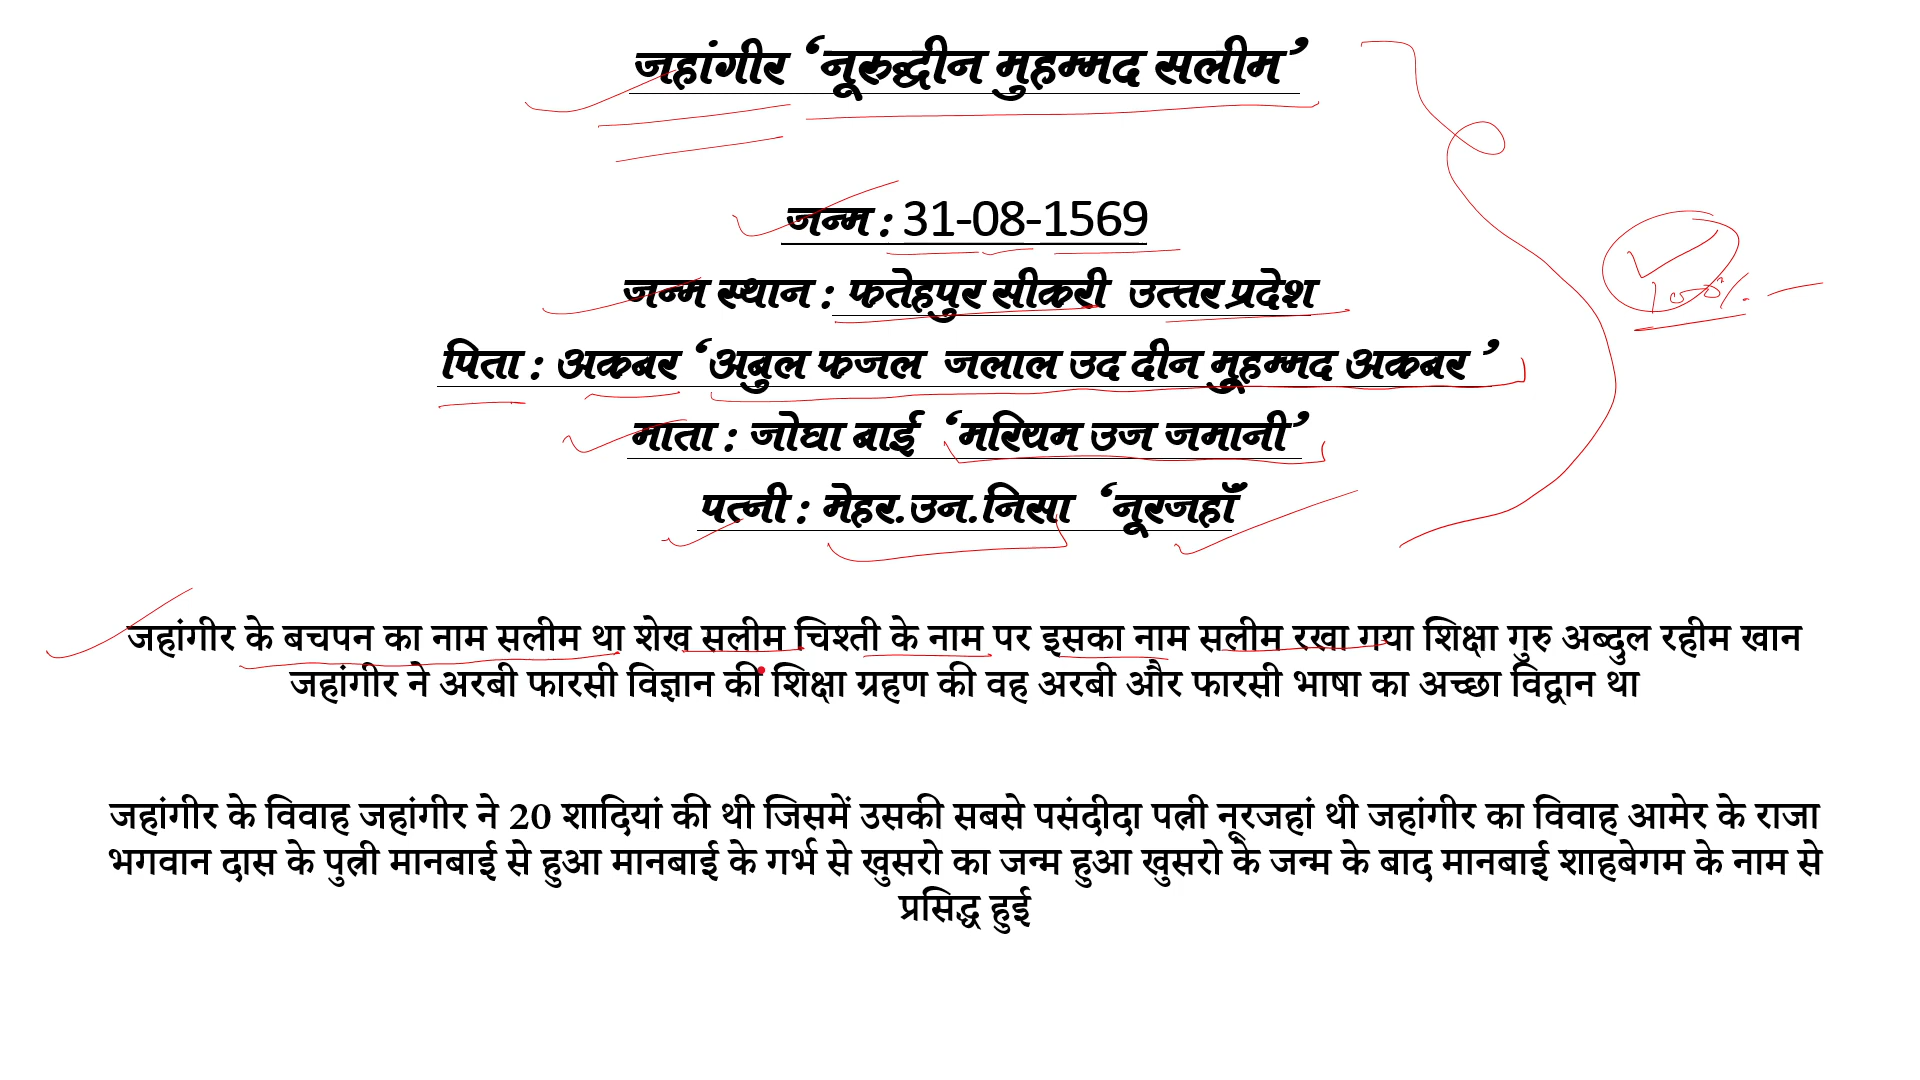 जहांगीर ‘नूरुद्दीन मुहम्मद सलीम’
जन्म : 31-08-1569
जन्म स्थान : फतेहपुर सीकरी उत्तर प्रदेश
पिता : अकबर ‘अबुल फजल जलाल उद दीन मुहम्मद अकबर ’
माता : जोधा बाई ‘मरियम उज जमानी’
पत्नी : मेहर.उन.निसा ‘नूरजहाँ
100%.
जहांगीर के बचपन का नाम सलीम था शेख सलीम चिश्ती के नाम पर इसका नाम सलीम रखा गया शिक्षा गुरु अब्दुल रहीम खान
जहांगीर ने अरबी फारसी विज्ञान की शिक्षा ग्रहण की वह अरबी और फारसी भाषा का अच्छा विद्वान था
जहांगीर के विवाह जहांगीर ने 20 शादियां की थी जिसमें उसकी सबसे पसंदीदा पत्नी नूरजहां थी जहांगीर का विवाह आमेर के राजा
भगवान दास के पुत्री मानबाई से हुआ मानबाई के गर्भ से खुसरो का जन्म हुआ खुसरो के जन्म के बाद मानबाई शाहबेगम के नाम से
प्रसिद्ध हुई